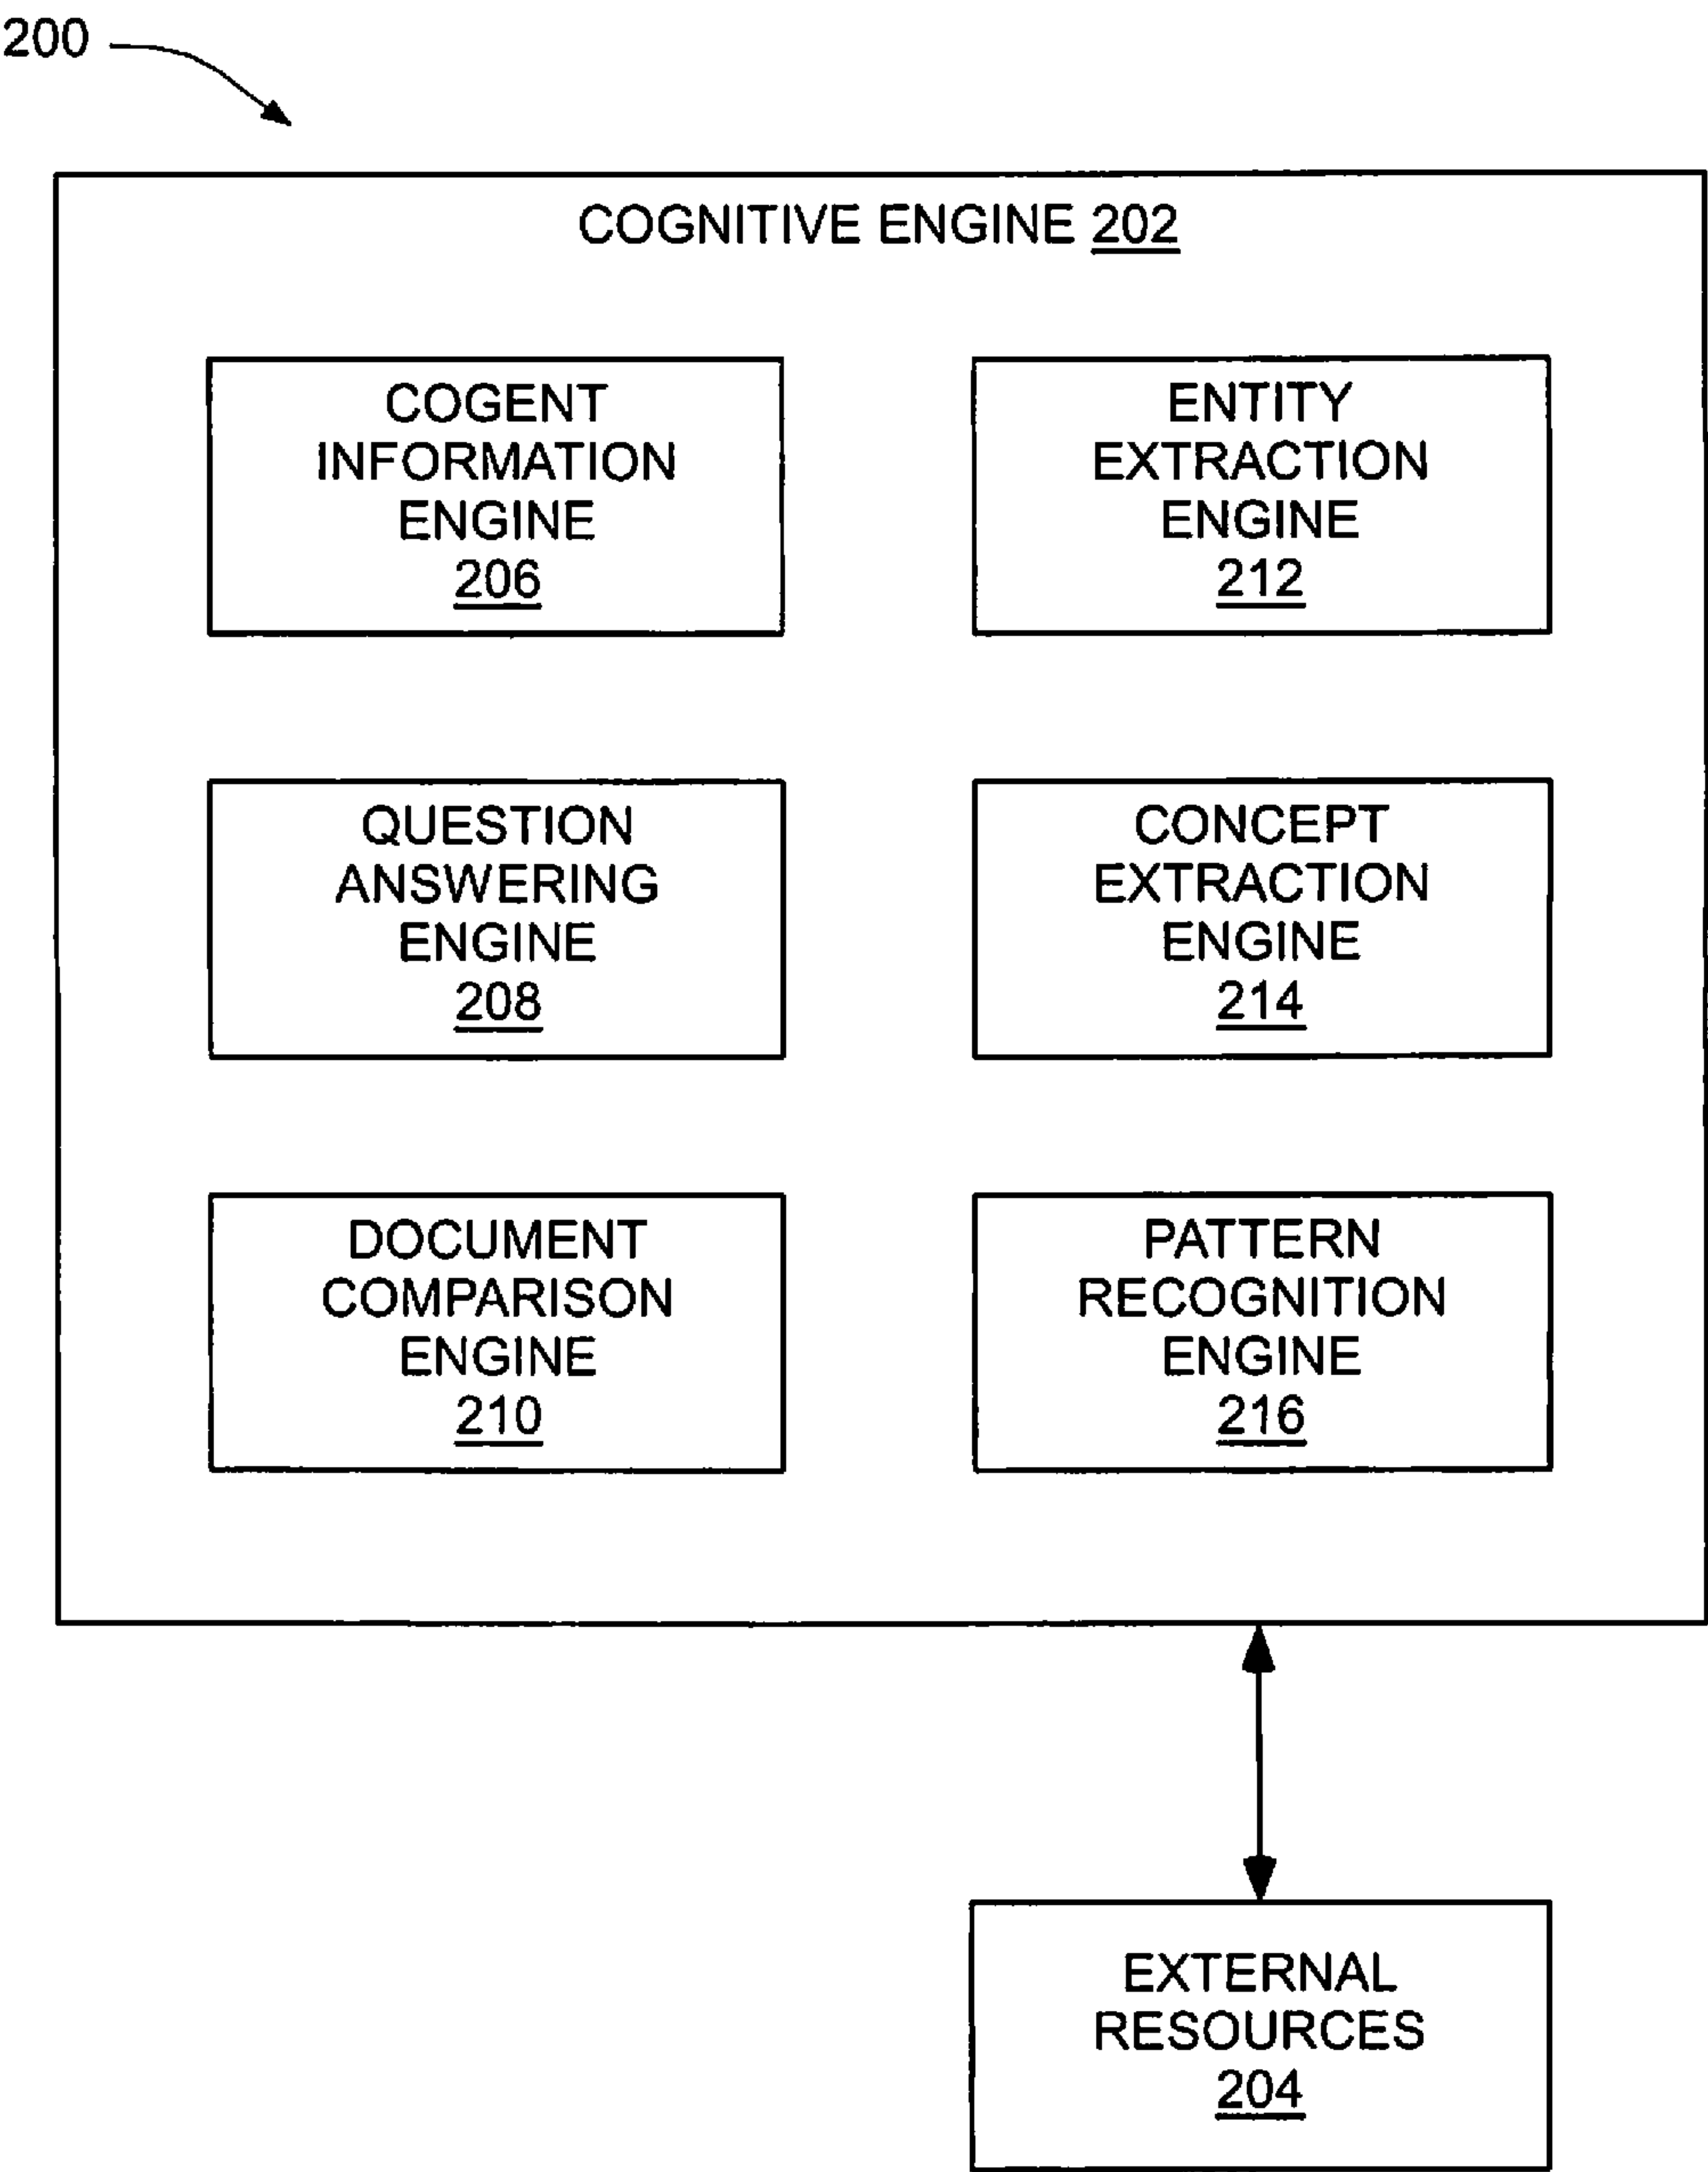 200
COGNITIVE ENGINE 202
COGENT
INFORMATION
ENGINE
206
ENTITY
EXTRACTION
ENGINE
212
QUESTION
ANSWERING
ENGINE
208
CONCEPT
EXTRACTION
ENGINE
214
DOCUMENT
COMPARISON
ENGINE
210
PATTERN
RECOGNITION
ENGINE
216
EXTERNAL
RESOURCES
204